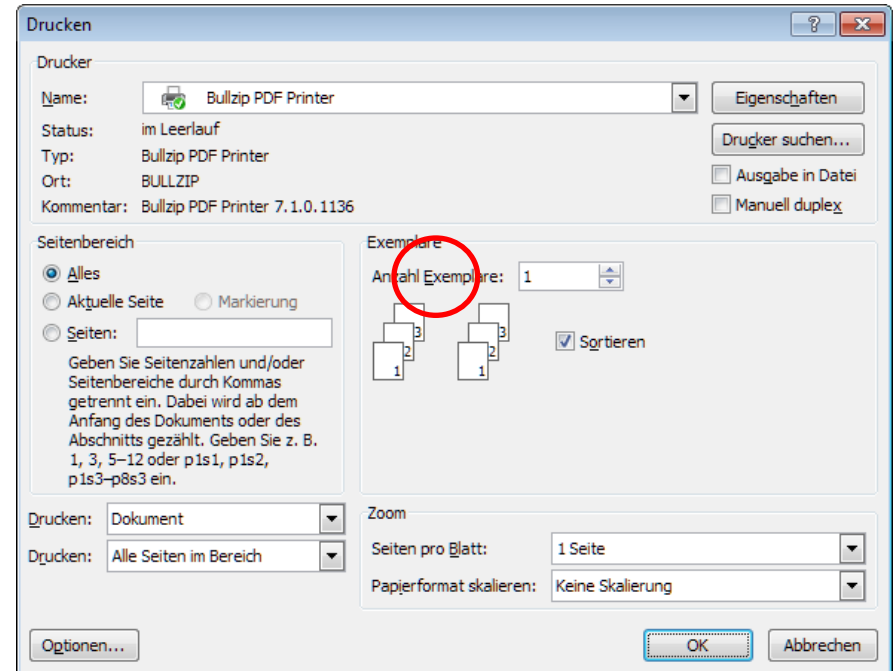 Drucken
Drucker
Name: Bullzip PDF Printer
Eigenschaften
Status: im Leerlauf
Drucker suchen...
Typ: Bullzip PDF Printer
Ort: BULLZIP
Ausgabe in Datei
Kommentar: Bullzip PDF Printer 7.1.0.1136
Manuell duplex
Seitenbereich
Alles
Aktuelle Seite Markierung
Seiten:
Geben Sie Seitenzahlen und/oder
Seitenbereiche durch Kommas
getrennt ein. Dabei wird ab dem
Anfang des Dokuments oder des
Abschnitts gezählt. Geben Sie z. B.
1, 3, 5–12 oder p1s1, p1s2,
p1s3–p8s3 ein.
Exemplare
Anzahl Exemplare: 1
3 3
2 2
1 1
Sortieren
Drucken: Dokument
Drucken: Alle Seiten im Bereich
Zoom
Seiten pro Blatt: 1 Seite
Papierformat skalieren: Keine Skalierung
Optionen...
OK
Abbrechen